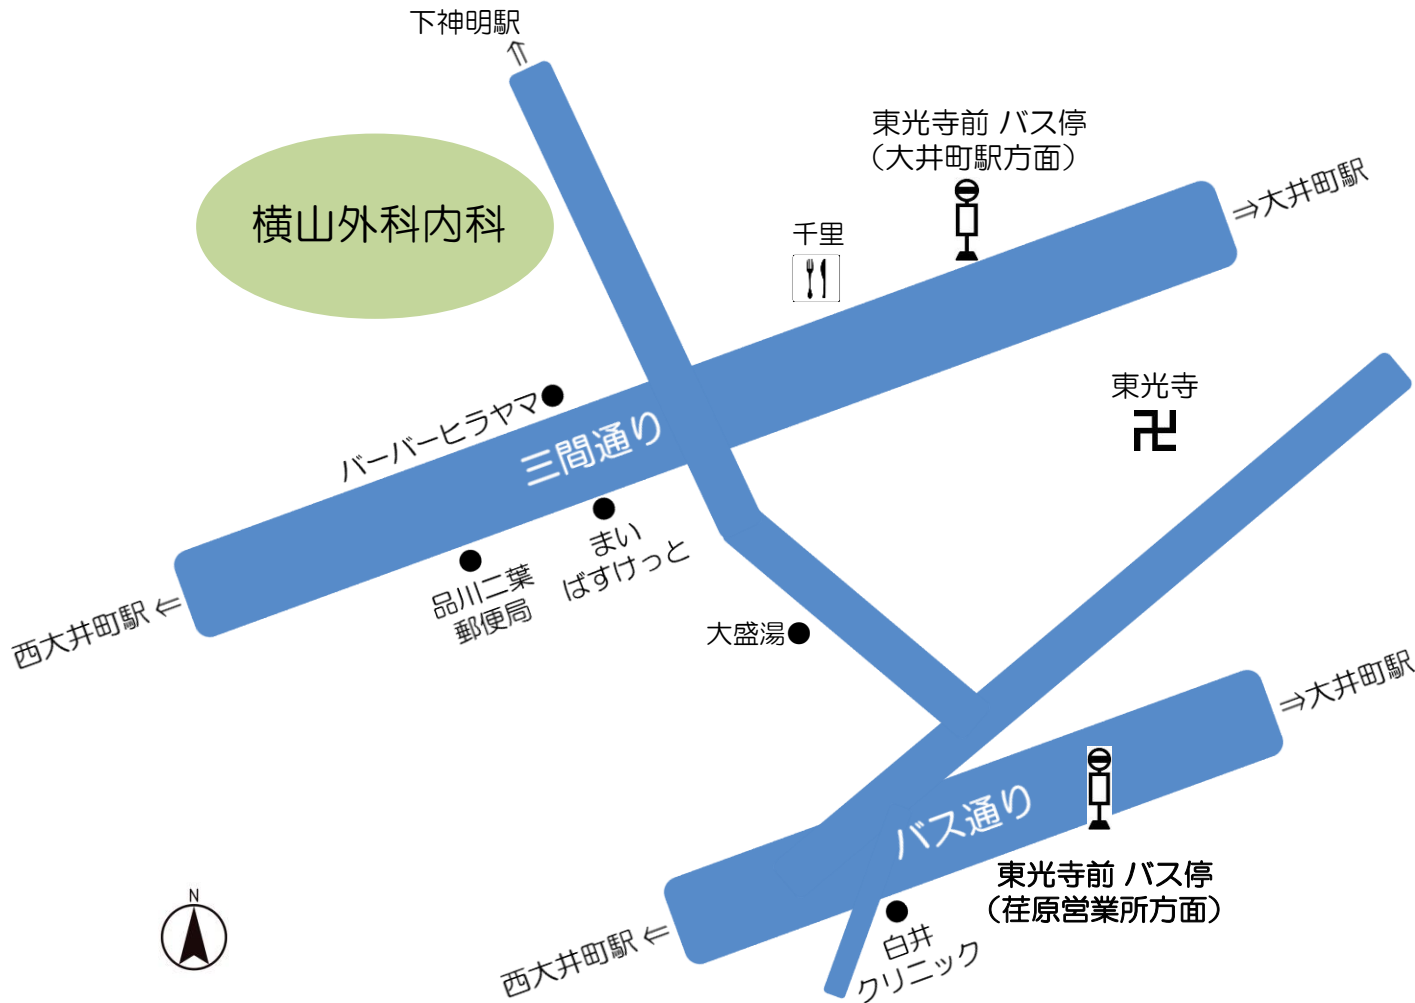 下神明駅
東光寺前 バス停
（大井町駅方面）
⇒大井町駅
横山外科内科
千里
東光寺
バーバーヒラヤマ
三間通り
まい
ばすけっと
品川二葉
郵便局
西大井町駅⇐
大盛湯
⇒大井町駅
バス通り
東光寺前 バス停
（荏原営業所方面）
N
白井
クリニック
西大井町駅⇐